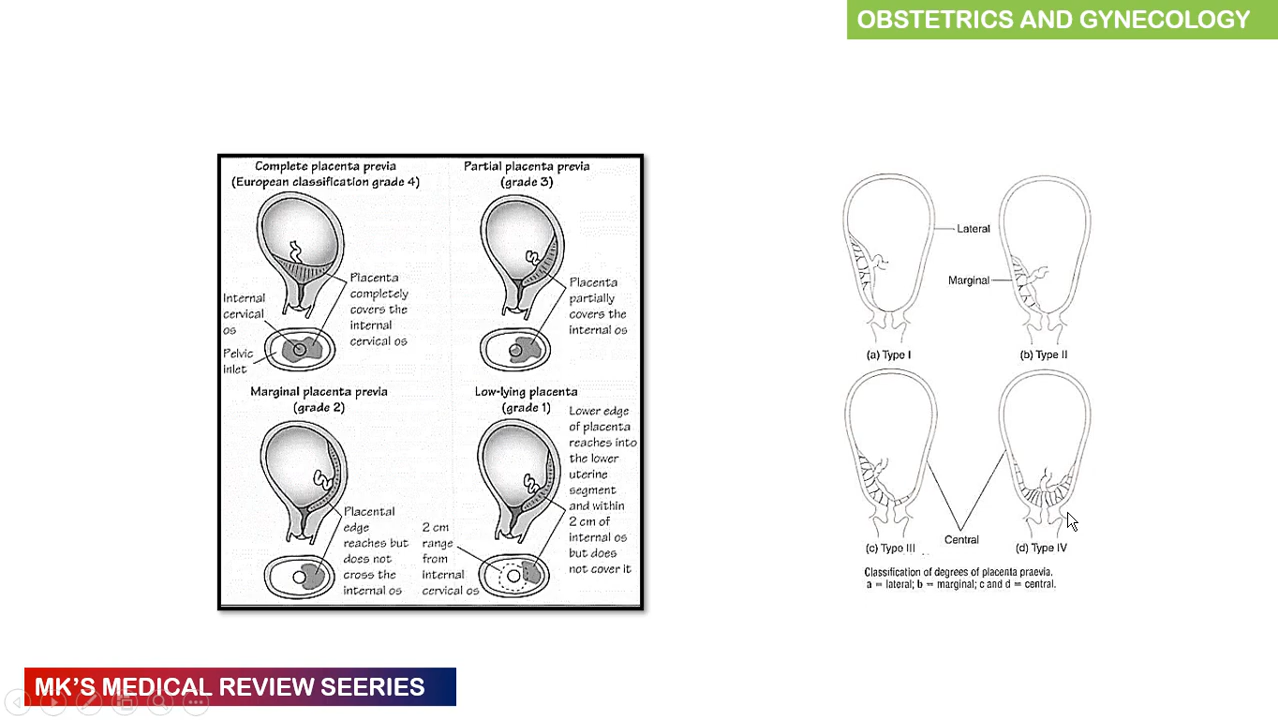 OBSTETRICS AND GYNECOLOGY
Complete placenta previa
(European classification grade 4)
Internal
cervical
os
Pelvic
inlet
Placenta
completely
covers the
internal
cervical os
Partial placenta previa
(grade 3)
Placenta
partially
covers the
internal os
Marginal placenta previa
(grade 2)
Placental
edge
reaches but
does not
cross the
internal os
Low-lying placenta
(grade 1)
2 cm
range
from
internal
cervical os
Lower edge
of placenta
reaches into
the lower
uterine
segment
and within
2 cm of
internal os
but does
not cover it
Lateral
Marginal
(a) Type I
(b) Type II
Central
(c) Typo III
(d) Type IV
Classification of degrees of placenta praevia.
a = lateral; b = marginal; c and d = central.
MK'S MEDICAL REVIEW SEERIES